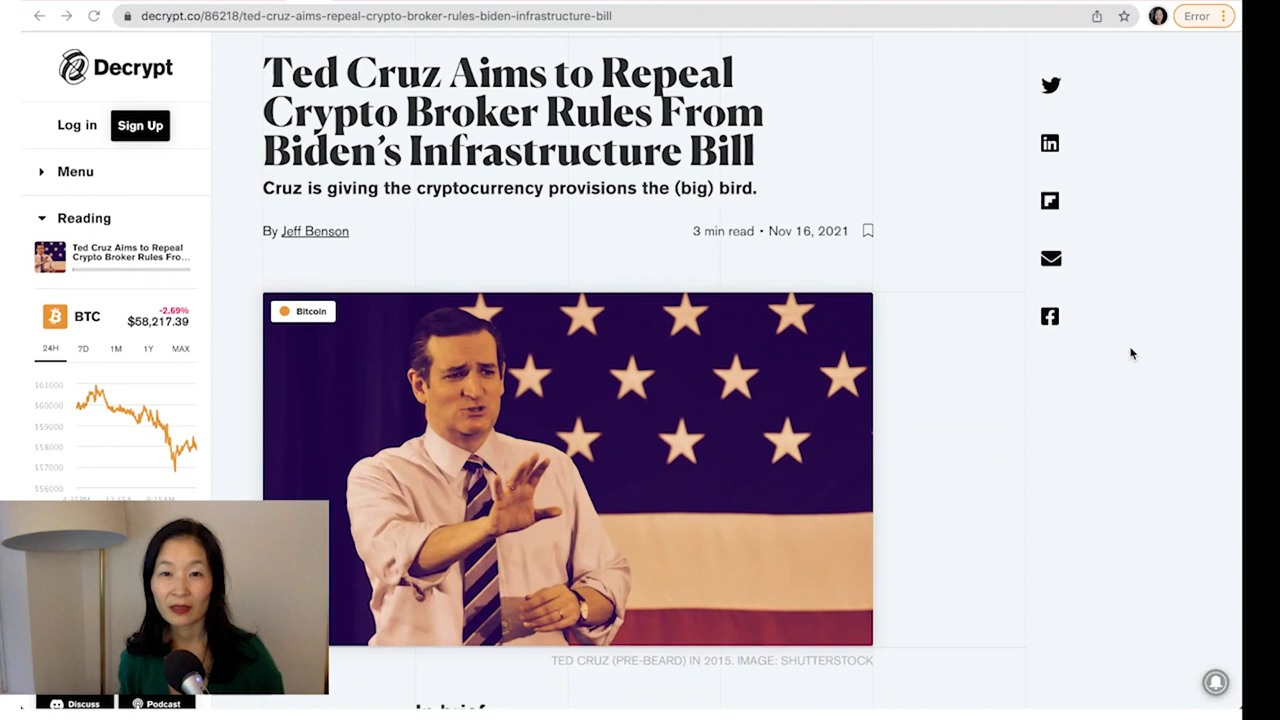 decrypt.co/86218/ted-cruz-aims-repeal-crypto-broker-rules-biden-infrastructure-bill
Error
Decrypt
Log in
Sign Up
Menu
Reading
Ted Cruz Aims to Repeal
Crypto Broker Rules Fro...
BTC
-2.69%
$58,217.39
24H 7D 1M 1Y MAX
$61000
$60000
$59000
$58000
$57000
$56000
Discuss
Podcast
Ted Cruz Aims to Repeal
Crypto Broker Rules From
Biden's Infrastructure Bill
Cruz is giving the cryptocurrency provisions the (big) bird.
By Jeff Benson
3 min read • Nov 16, 2021
Bitcoin
TED CRUZ (PRE-BEARD) IN 2015. IMAGE: SHUTTERSTOCK
In brief